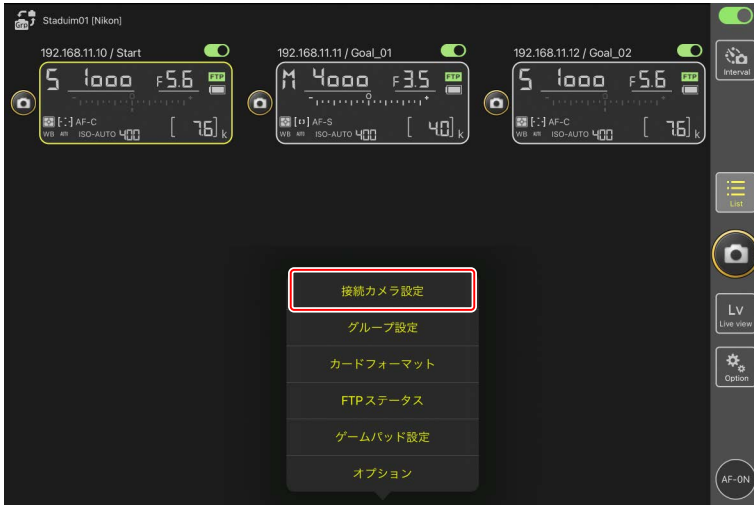 Grp Staduim01 [Nikon]
192.168.11.10 / Start
S 1000 F5.6 FTP
AF-C
WB AUTO ISO-AUTO 400 [ 7.6] k
192.168.11.11 / Goal_01
M 4000 F3.5 FTP
AF-S
WB AUTO ISO-AUTO 400 [ 4.0] k
192.168.11.12 / Goal_02
S 1000 F5.6 FTP
AF-C
WB AUTO ISO-AUTO 400 [ 7.6] k
接続カメラ設定
グループ設定
カードフォーマット
FTPステータス
ゲームパッド設定
オプション
Interval
List
Lv
Live view
Option
AF-ON